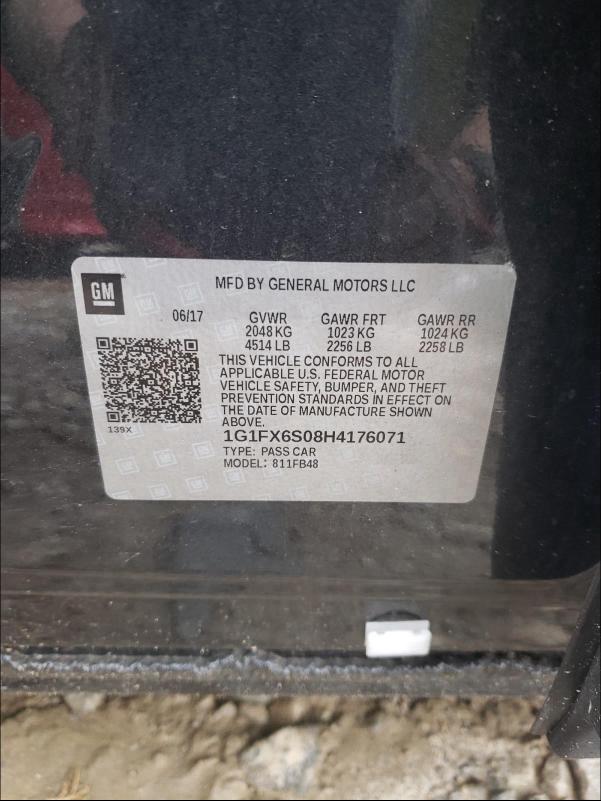 GM
MFD BY GENERAL MOTORS LLC
06/17 GVWR GAWR FRT GAWR RR
2048 KG 1023 KG 1024 KG
4514 LB 2256 LB 2258 LB
THIS VEHICLE CONFORMS TO ALL
APPLICABLE U.S. FEDERAL MOTOR
VEHICLE SAFETY, BUMPER, AND THEFT
PREVENTION STANDARDS IN EFFECT ON
THE DATE OF MANUFACTURE SHOWN
ABOVE.
139X
1G1FX6S08H4176071
TYPE: PASS CAR
MODEL: 811FB48